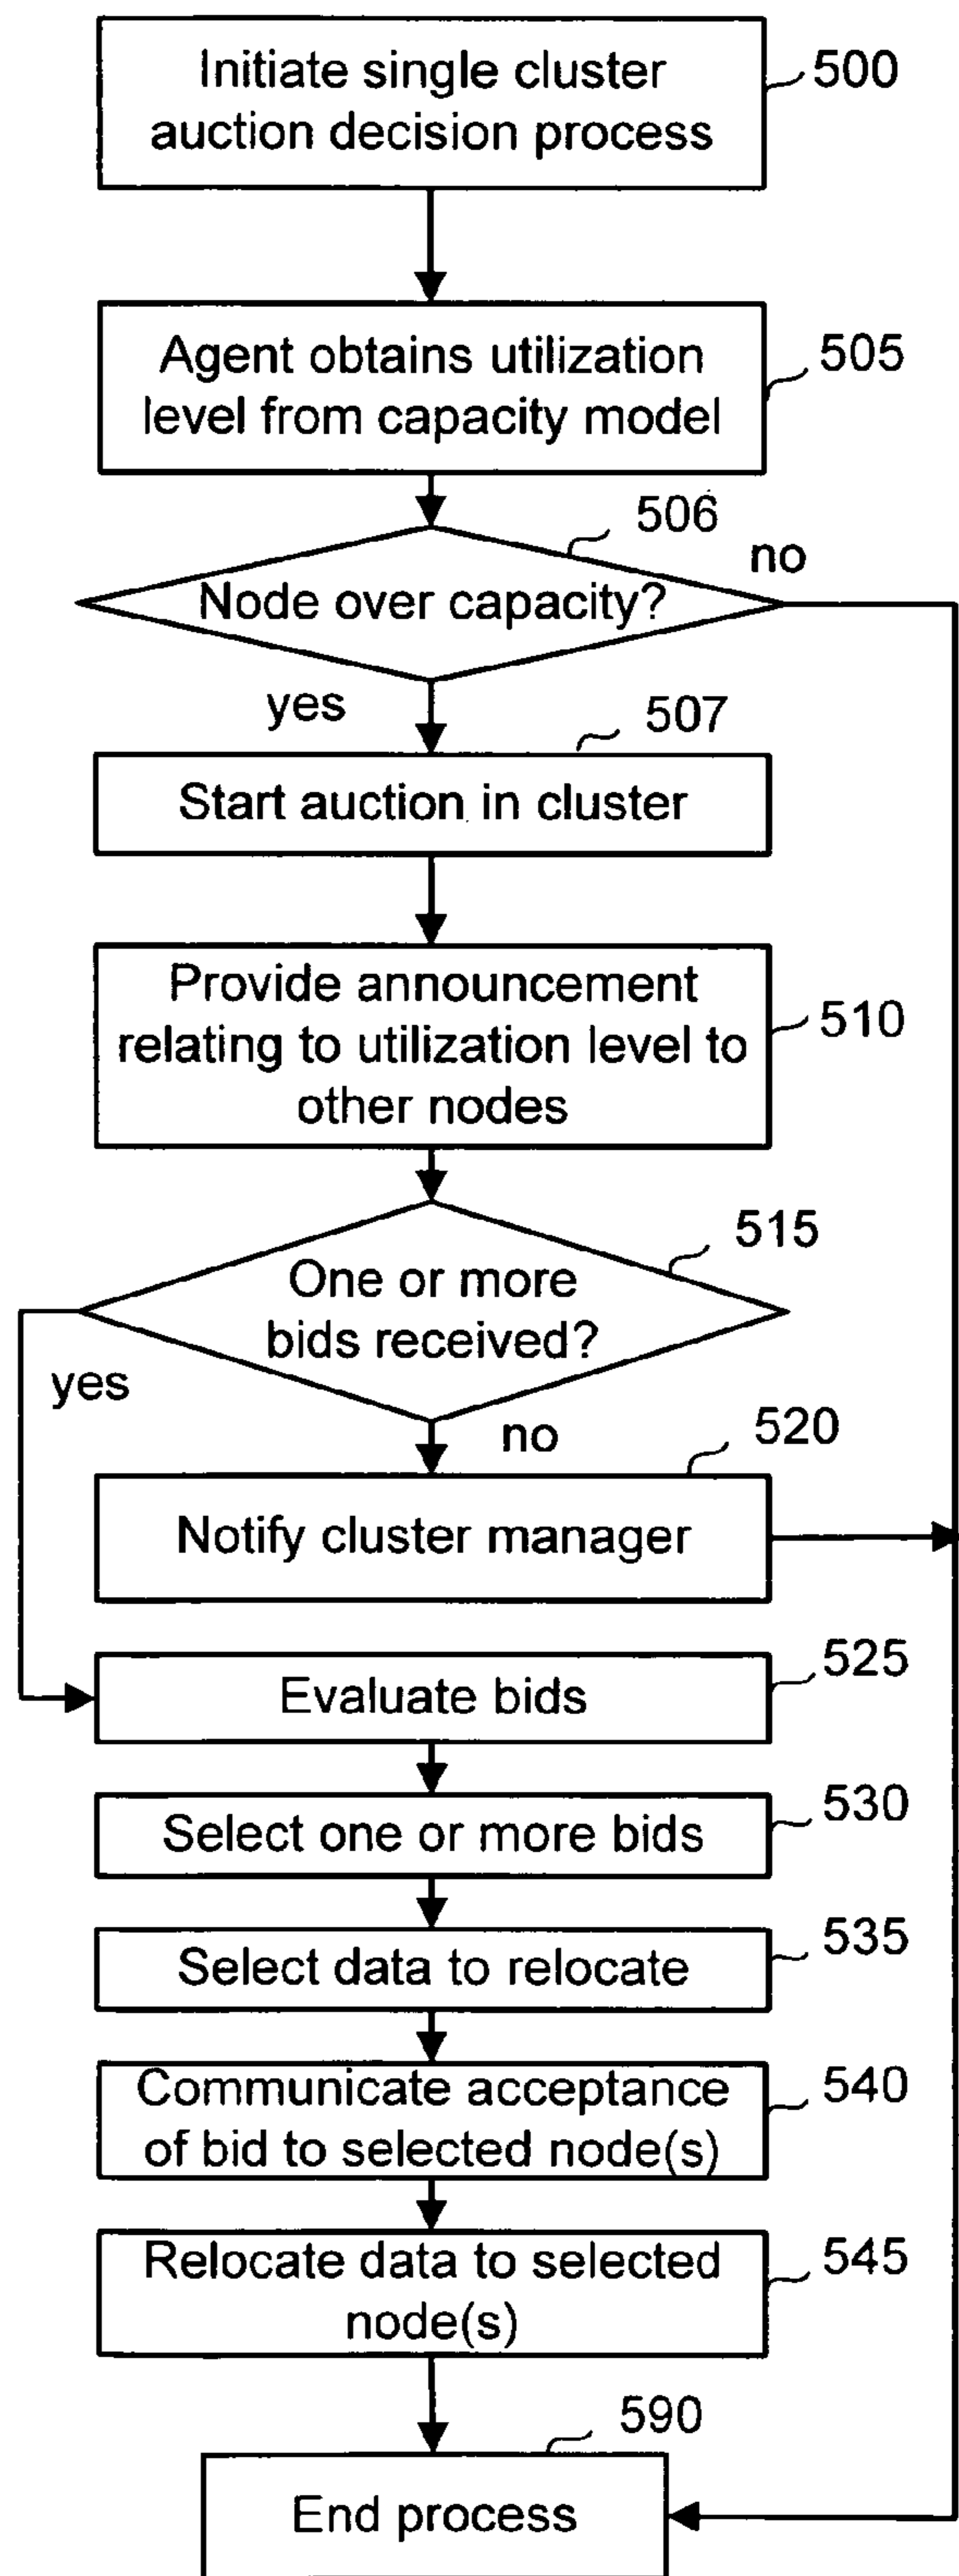 Initiate single cluster
auction decision process
500
Agent obtains utilization
level from capacity model
505
506
no
Node over capacity?
yes
507
Start auction in cluster
Provide announcement
relating to utilization level to
other nodes
510
515
One or more
bids received?
yes
no
520
Notify cluster manager
525
Evaluate bids
530
Select one or more bids
535
Select data to relocate
Communicate acceptance
of bid to selected node(s)
540
Relocate data to selected
node(s)
545
590
End process